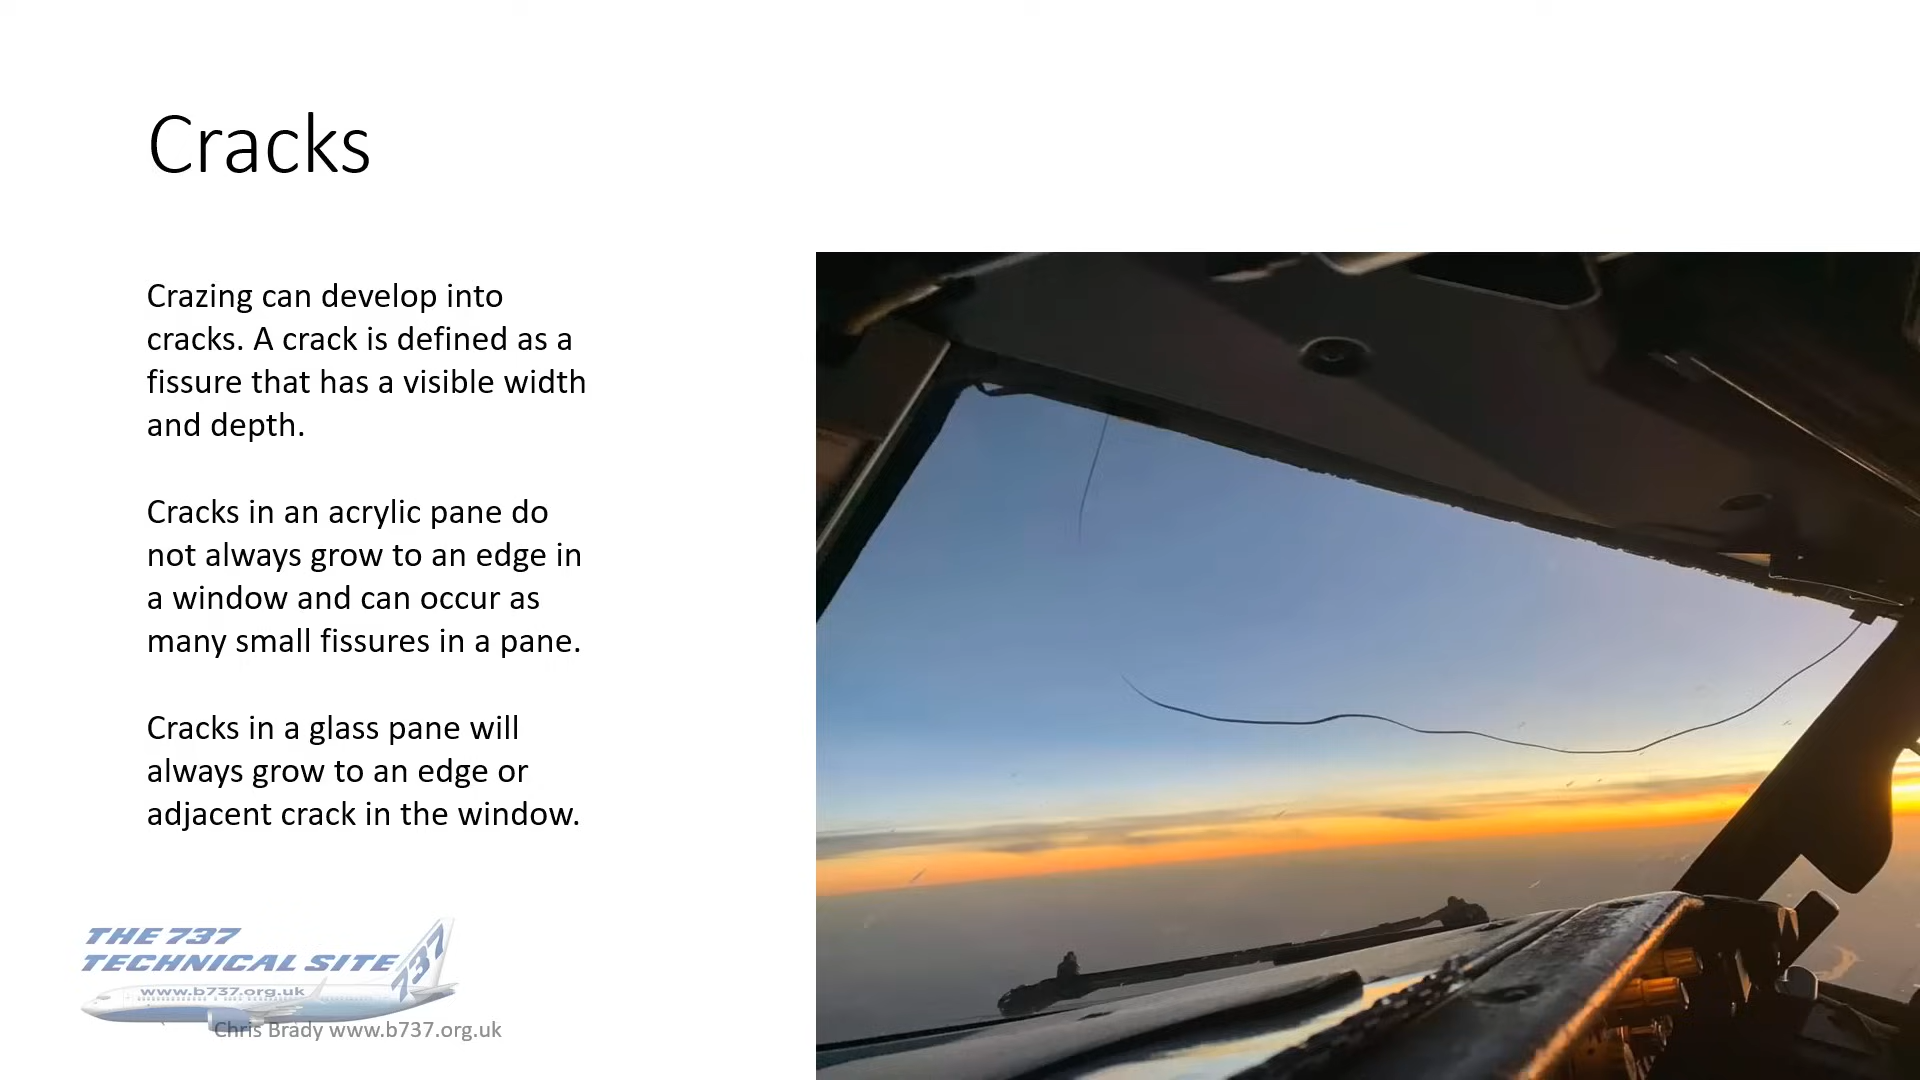 Cracks
Crazing can develop into
cracks. A crack is defined as a
fissure that has a visible width
and depth.
Cracks in an acrylic pane do
not always grow to an edge in
a window and can occur as
many small fissures in a pane.
Cracks in a glass pane will
always grow to an edge or
adjacent crack in the window.
THE 737
TECHNICAL SITE
737
www.b737.org.uk
Chris Brady www.b737.org.uk